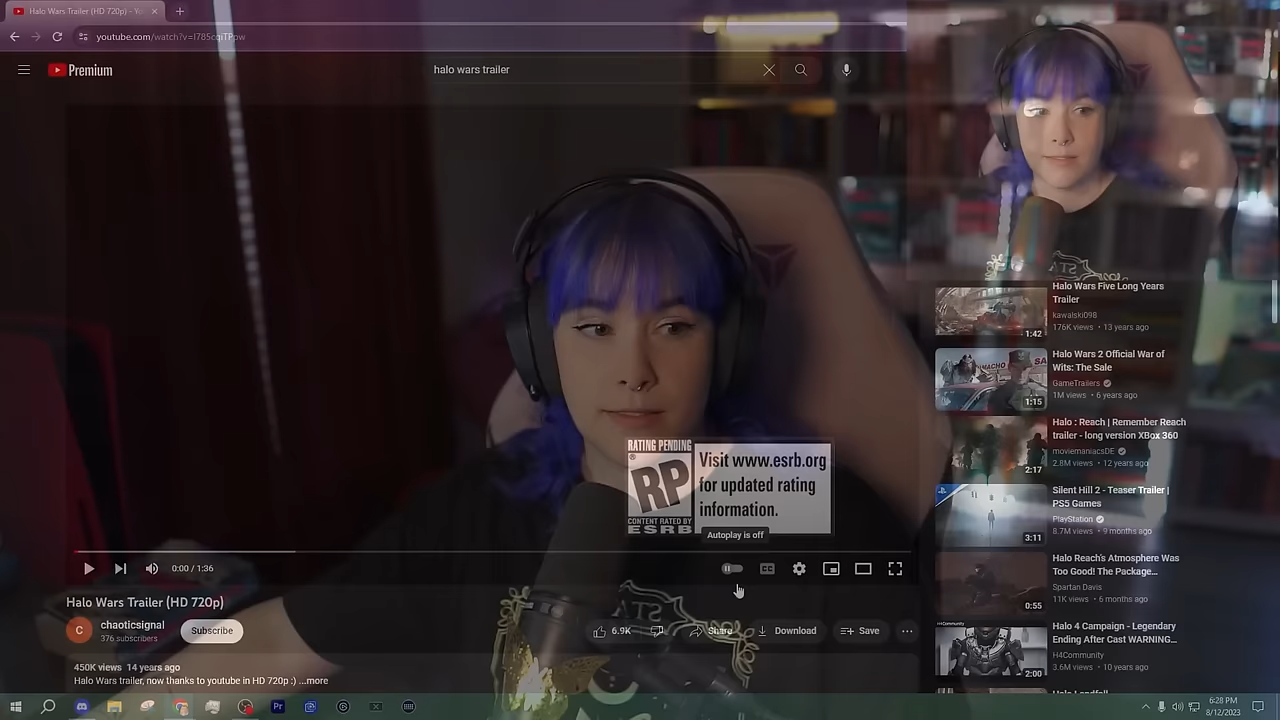 Halo Wars Trailer (HD 720p) - Yo
youtube.com/watch?v=I785cqiTPow
Premium
halo wars trailer
RATING PENDING
RP
CONTENT RATED BY
ESRB
Visit www.esrb.org
for updated rating
information.
Autoplay is off
0:00 / 1:36
CC
Halo Wars Trailer (HD 720p)
C
chaoticsignal
376 subscribers
Subscribe
6.9K
Share
Download
Save
450K views 14 years ago
Halo Wars trailer, now thanks to youtube in HD 720p :) ...more
Halo Wars Five Long Years
Trailer
kawalski098
176K views • 13 years ago
1:42
Halo Wars 2 Official War of
Wits: The Sale
GameTrailers
1M views • 6 years ago
1:15
Halo : Reach | Remember Reach
trailer - long version XBox 360
moviemaniacsDE
2.8M views • 12 years ago
2:17
Silent Hill 2 - Teaser Trailer |
PS5 Games
PlayStation
8.7M views • 9 months ago
3:11
Halo Reach's Atmosphere Was
Too Good! The Package...
Spartan Davis
11K views • 6 months ago
0:55
Halo 4 Campaign - Legendary
Ending After Cast WARNING...
H4Community
3.6M views • 10 years ago
2:00
Halo Landfall
Pr
6:28 PM
8/12/2023